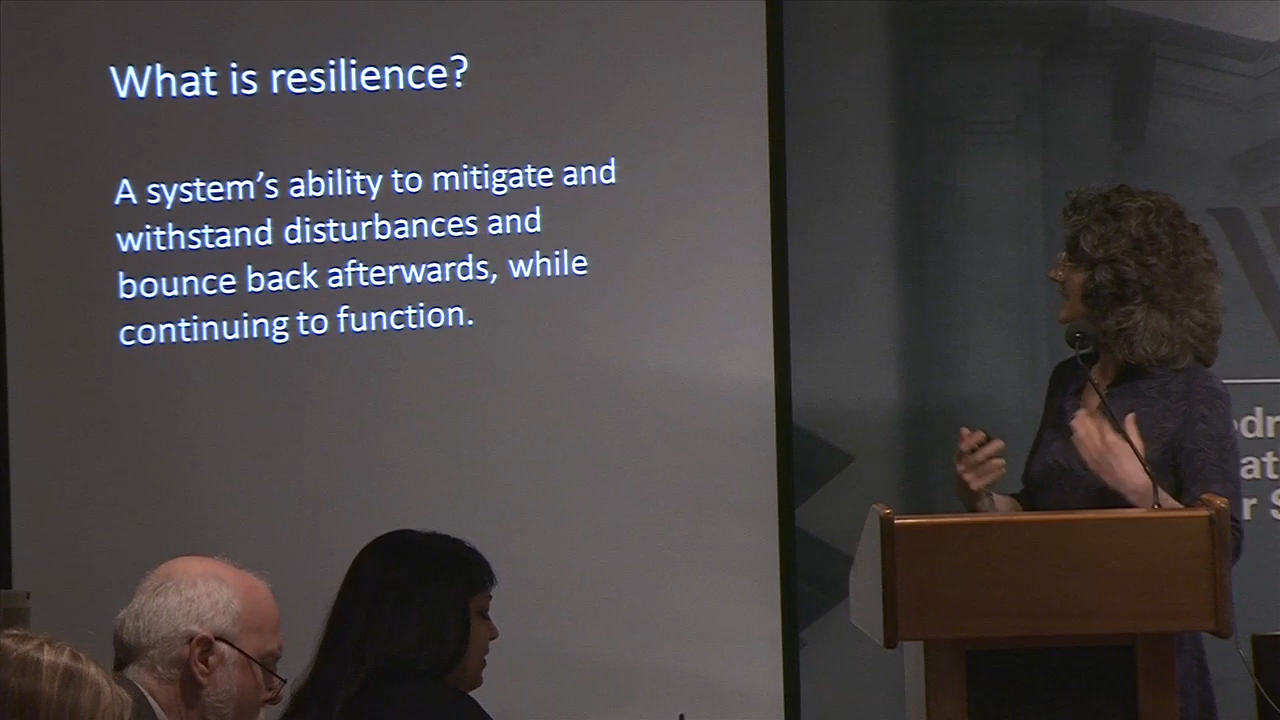 What is resilience?
A system's ability to mitigate and
withstand disturbances and
bounce back afterwards, while
continuing to function.